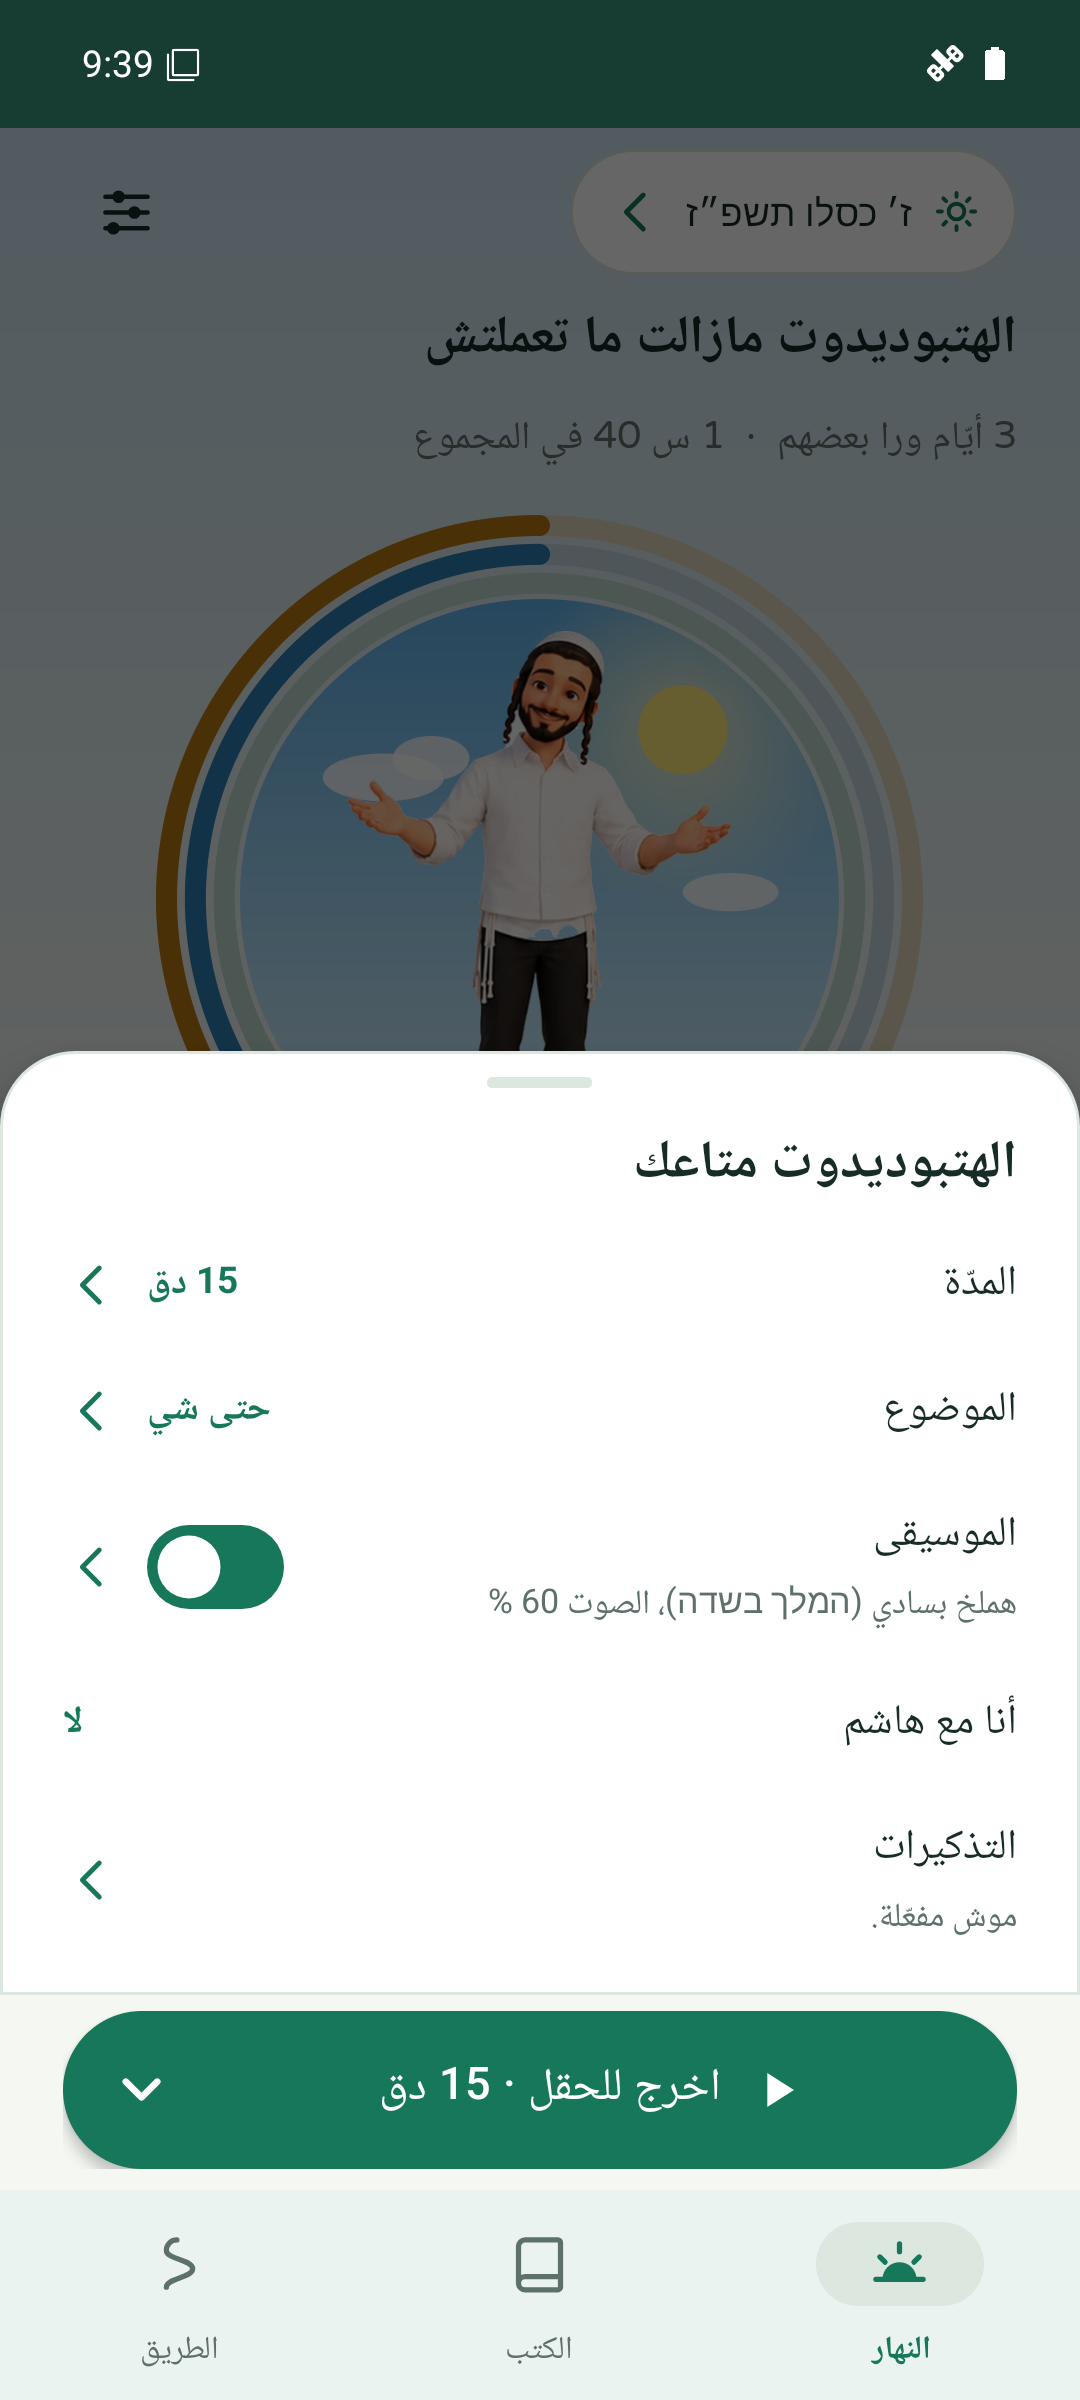 9:39
ז׳ כסלו תשפ״ז
الهتبوديدوت مازالت ما تعملتش
3 أيّام ورا بعضهم · 1 س 40 في المجموع
الهتبوديدوت متاعك
المدّة
15 دق
الموضوع
حتى شي
الموسيقى
هملخ بسادي (המלך בשדה)، الصوت 60 %
أنا مع هاشم
لا
التذكيرات
موش مفعّلة.
اخرج للحقل · 15 دق
النهار
الكتب
الطريق